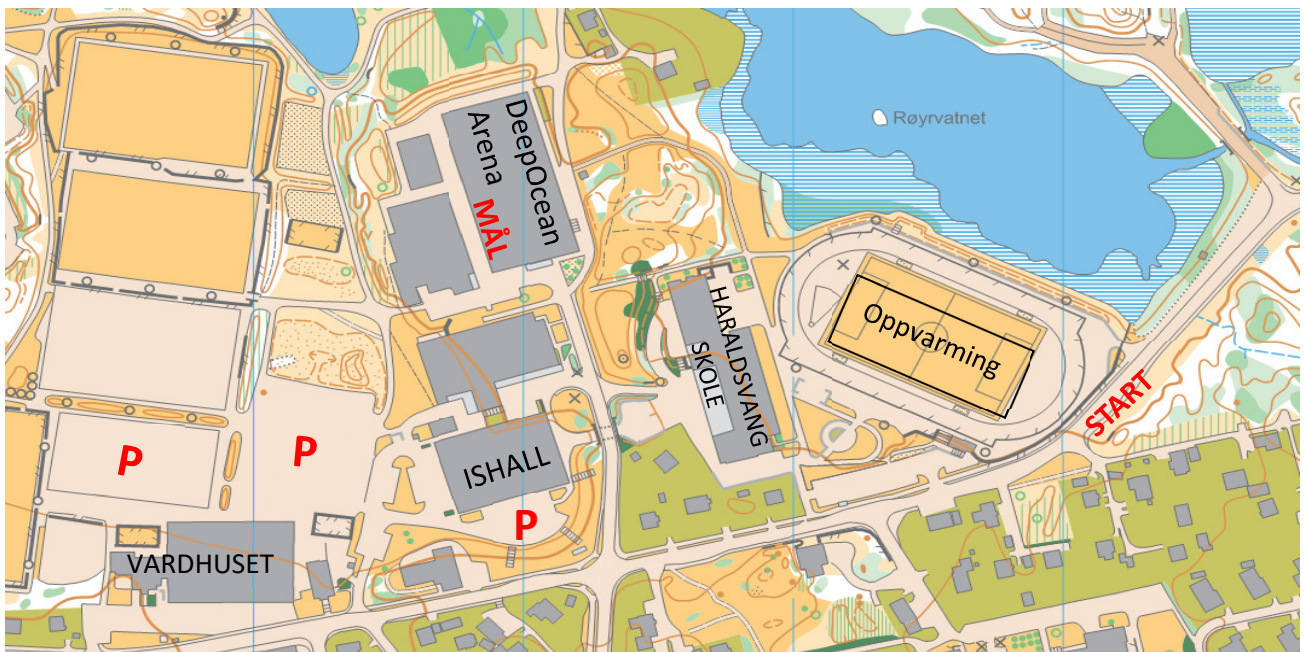 DeepOcean
Arena
MÅL
Røyrvatnet
HARALDSVANG
SKOLE
Oppvarming
START
P
P
ISHALL
P
VARDHUSET